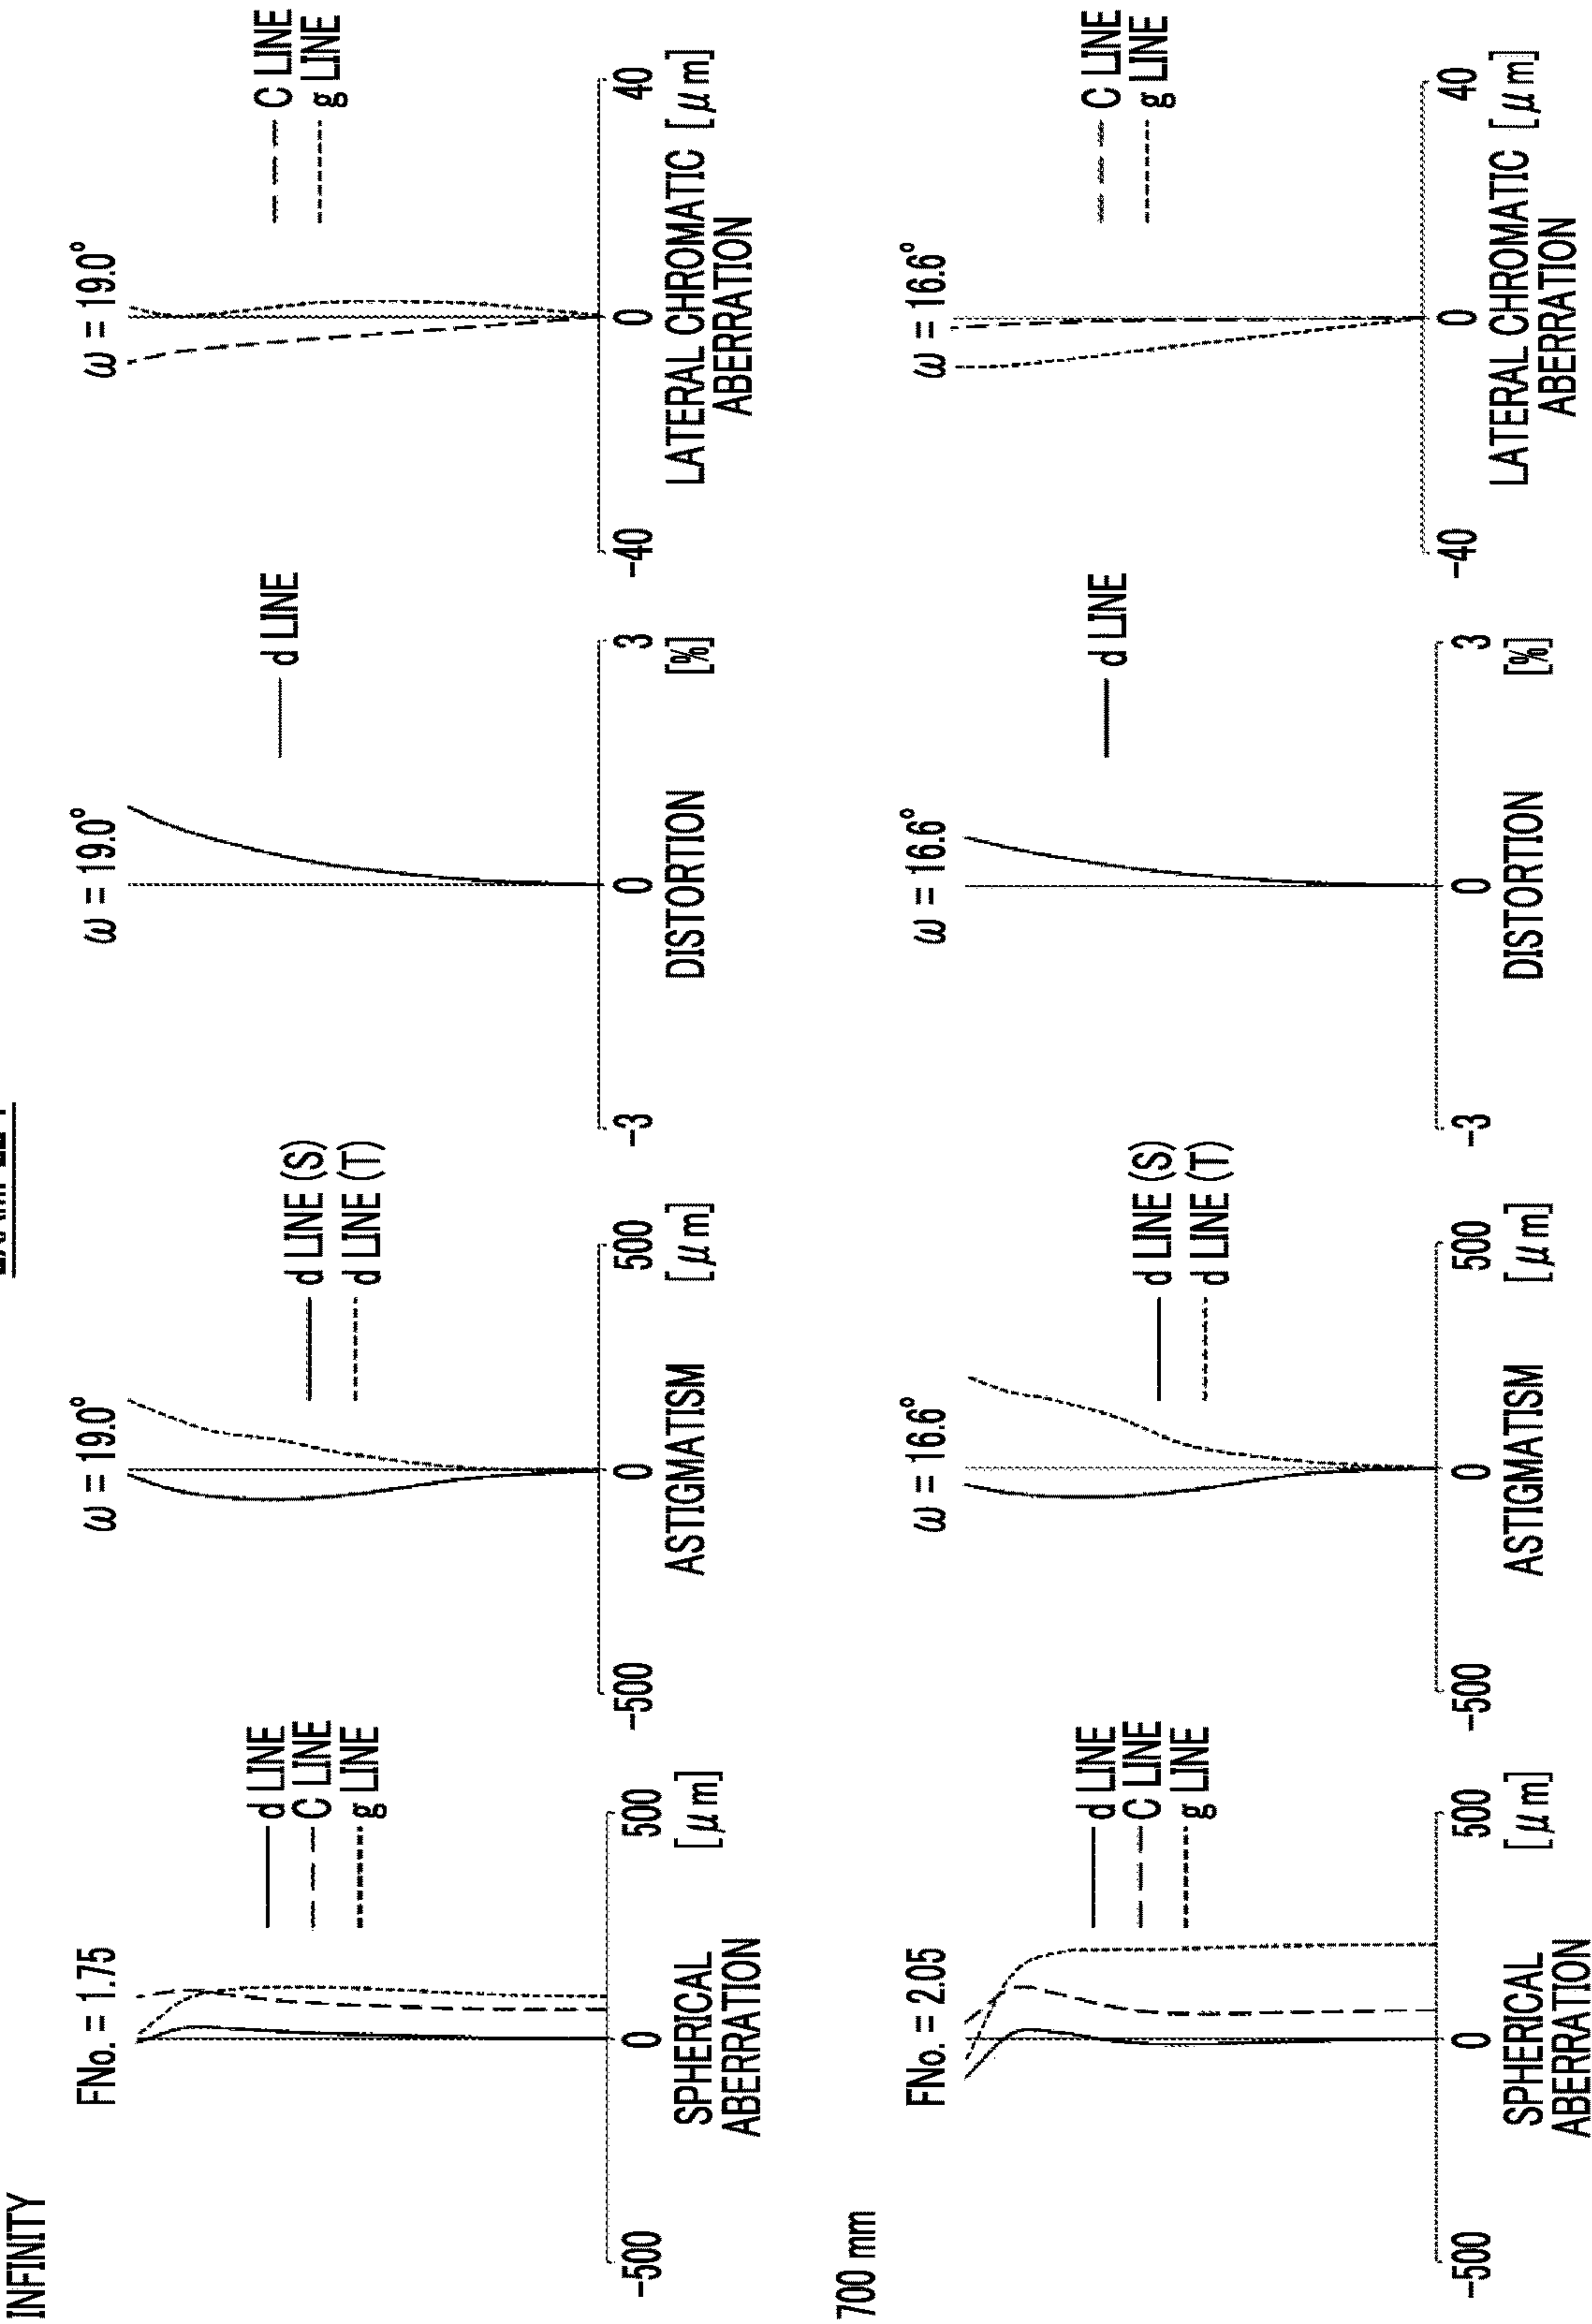 INFINITY
FNo. = 1.75
d LINE
C LINE
g LINE
-500
0
500
[μm]
SPHERICAL
ABERRATION
ω = 19.0°
d LINE (S)
d LINE (T)
-500
0
500
[μm]
ASTIGMATISM
ω = 19.0°
d LINE
-3
0
3
[%]
DISTORTION
ω = 19.0°
C LINE
g LINE
-40
0
40
LATERAL CHROMATIC [μm]
ABERRATION
700 mm
FNo. = 2.05
d LINE
C LINE
g LINE
-500
0
500
[μm]
SPHERICAL
ABERRATION
ω = 16.6°
d LINE (S)
d LINE (T)
-500
0
500
[μm]
ASTIGMATISM
ω = 16.6°
d LINE
-3
0
3
[%]
DISTORTION
ω = 16.6°
C LINE
g LINE
-40
0
40
LATERAL CHROMATIC [μm]
ABERRATION